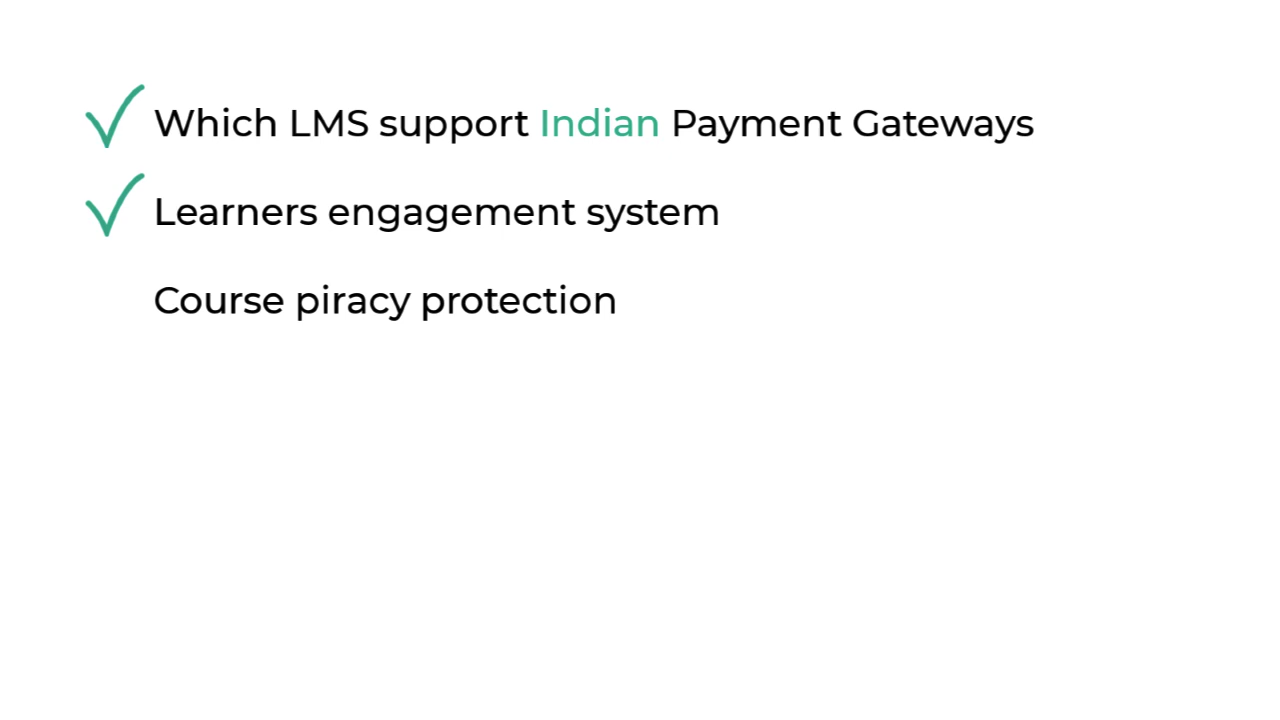 Which LMS support Indian Payment Gateways
Learners engagement system
Course piracy protection